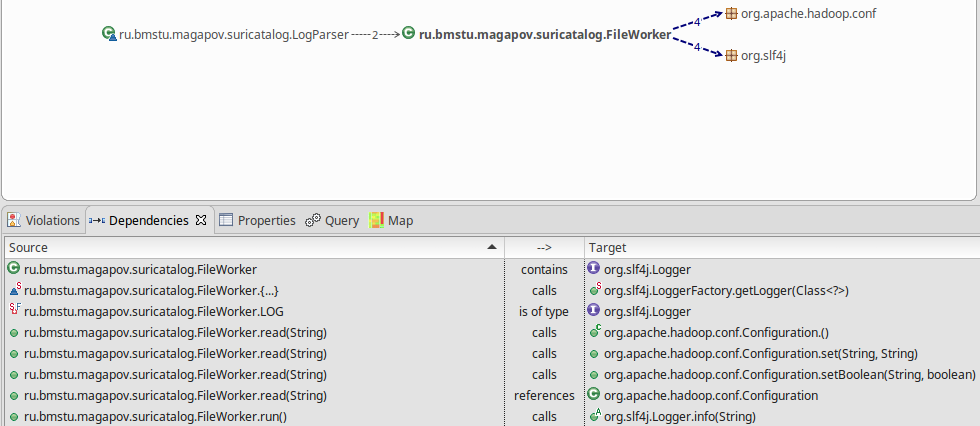 4 org.apache.hadoop.conf
ru.bmstu.magapov.suricatalog.LogParser 2 ru.bmstu.magapov.suricatalog.FileWorker
4 org.slf4j
Violations Dependencies Properties Query Map
Source --> Target
ru.bmstu.magapov.suricatalog.FileWorker contains org.slf4j.Logger
ru.bmstu.magapov.suricatalog.FileWorker.{...} calls org.slf4j.LoggerFactory.getLogger(Class<?>)
ru.bmstu.magapov.suricatalog.FileWorker.LOG is of type org.slf4j.Logger
ru.bmstu.magapov.suricatalog.FileWorker.read(String) calls org.apache.hadoop.conf.Configuration.()
ru.bmstu.magapov.suricatalog.FileWorker.read(String) calls org.apache.hadoop.conf.Configuration.set(String, String)
ru.bmstu.magapov.suricatalog.FileWorker.read(String) calls org.apache.hadoop.conf.Configuration.setBoolean(String, boolean)
ru.bmstu.magapov.suricatalog.FileWorker.read(String) references org.apache.hadoop.conf.Configuration
ru.bmstu.magapov.suricatalog.FileWorker.run() calls org.slf4j.Logger.info(String)